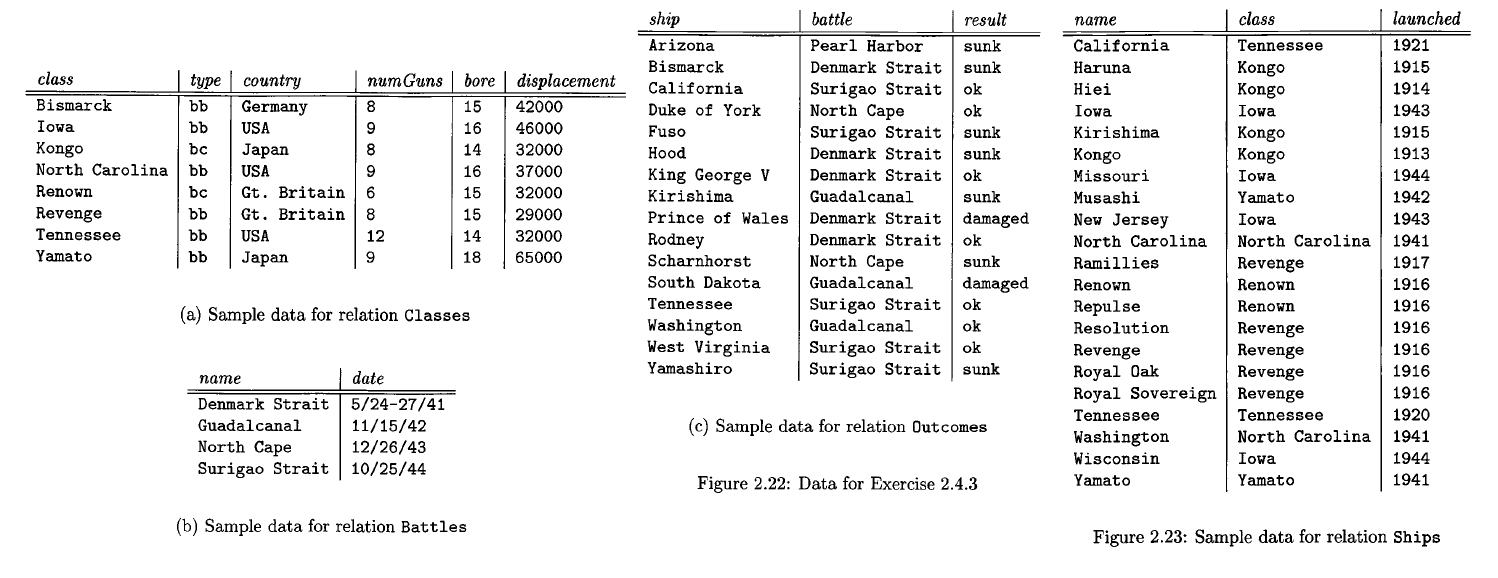 class type country numGuns bore displacement
Bismarck bb Germany 8 15 42000
Iowa bb USA 9 16 46000
Kongo bc Japan 8 14 32000
North Carolina bb USA 9 16 37000
Renown bc Gt. Britain 6 15 32000
Revenge bb Gt. Britain 8 15 29000
Tennessee bb USA 12 14 32000
Yamato bb Japan 9 18 65000
(a) Sample data for relation Classes
name date
Denmark Strait 5/24-27/41
Guadalcanal 11/15/42
North Cape 12/26/43
Surigao Strait 10/25/44
(b) Sample data for relation Battles
ship battle result
Arizona Pearl Harbor sunk
Bismarck Denmark Strait sunk
California Surigao Strait ok
Duke of York North Cape ok
Fuso Surigao Strait sunk
Hood Denmark Strait sunk
King George V Denmark Strait ok
Kirishima Guadalcanal sunk
Prince of Wales Denmark Strait damaged
Rodney Denmark Strait ok
Scharnhorst North Cape sunk
South Dakota Guadalcanal damaged
Tennessee Surigao Strait ok
Washington Guadalcanal ok
West Virginia Surigao Strait ok
Yamashiro Surigao Strait sunk
(c) Sample data for relation Outcomes
Figure 2.22: Data for Exercise 2.4.3
name class launched
California Tennessee 1921
Haruna Kongo 1915
Hiei Kongo 1914
Iowa Iowa 1943
Kirishima Kongo 1915
Kongo Kongo 1913
Missouri Iowa 1944
Musashi Yamato 1942
New Jersey Iowa 1943
North Carolina North Carolina 1941
Ramillies Revenge 1917
Renown Renown 1916
Repulse Renown 1916
Resolution Revenge 1916
Revenge Revenge 1916
Royal Oak Revenge 1916
Royal Sovereign Revenge 1916
Tennessee Tennessee 1920
Washington North Carolina 1941
Wisconsin Iowa 1944
Yamato Yamato 1941
Figure 2.23: Sample data for relation Ships